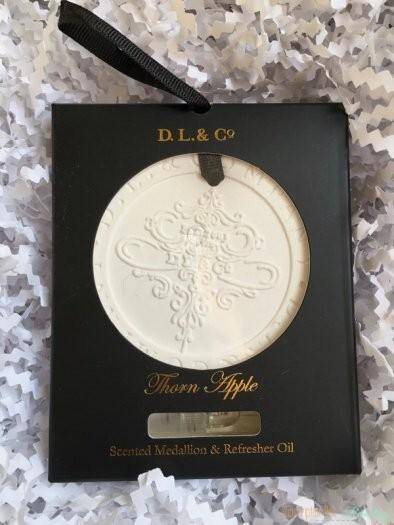 D.L. & Co
Thorn Apple
Scented Medallion & Refresher Oil